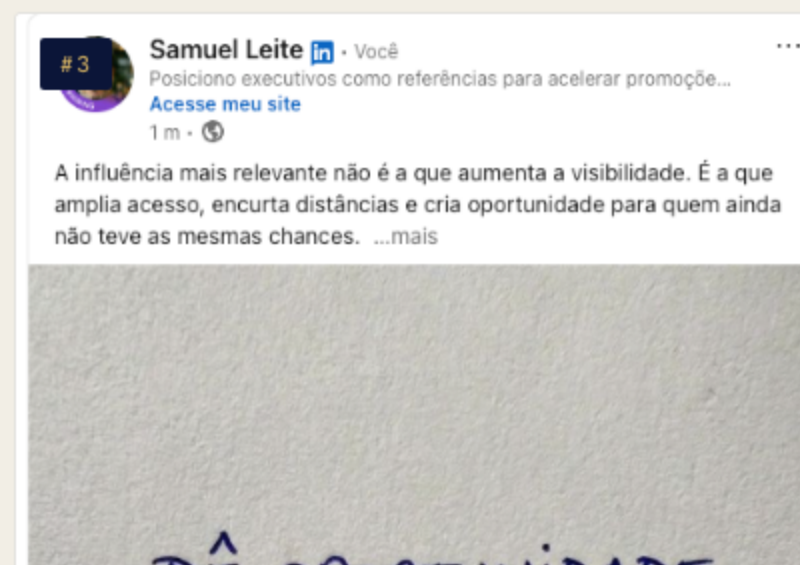 #3
Samuel Leite in • Você
Posiciono executivos como referências para acelerar promoçõe...
Acesse meu site
1 m •
A influência mais relevante não é a que aumenta a visibilidade. É a que
amplia acesso, encurta distâncias e cria oportunidade para quem ainda
não teve as mesmas chances. ...mais